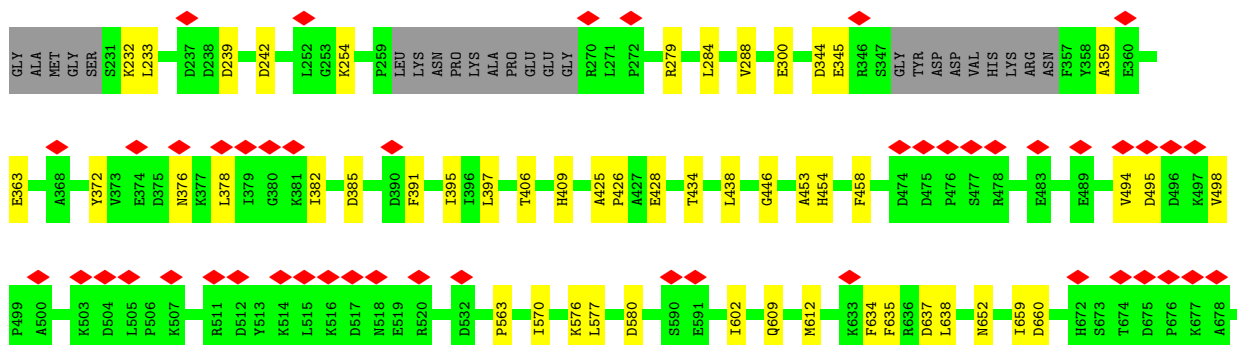 GLY ALA MET GLY SER S231 K232 L233 D237 D238 D239 D242 L252 G253 K254 P259 LEU LYS ASN PRO LYS ALA PRO GLU GLU GLY R270 L271 P272 R279 L284 V288 E300 D344 E345 R346 S347 GLY TYR ASP ASP VAL HIS LYS ARG ASN F357 Y358 A359 E360
E363 A368 Y372 V373 E374 D375 N376 K377 L378 I379 G380 K381 I382 D385 D390 F391 I395 I396 L397 T406 H409 A425 P426 A427 E428 T434 L438 G446 A453 H454 F458 D474 D475 P476 S477 R478 E483 E489 V494 D495 D496 K497 V498
P499 A500 K503 D504 L505 P506 K507 R511 D512 Y513 K514 L515 K516 D517 N518 E519 R520 D532 P563 I570 K576 L577 D580 S590 E591 I602 Q609 M612 K633 F634 F635 R636 D637 L638 N652 I659 D660 H672 S673 T674 D675 P676 K677 A678